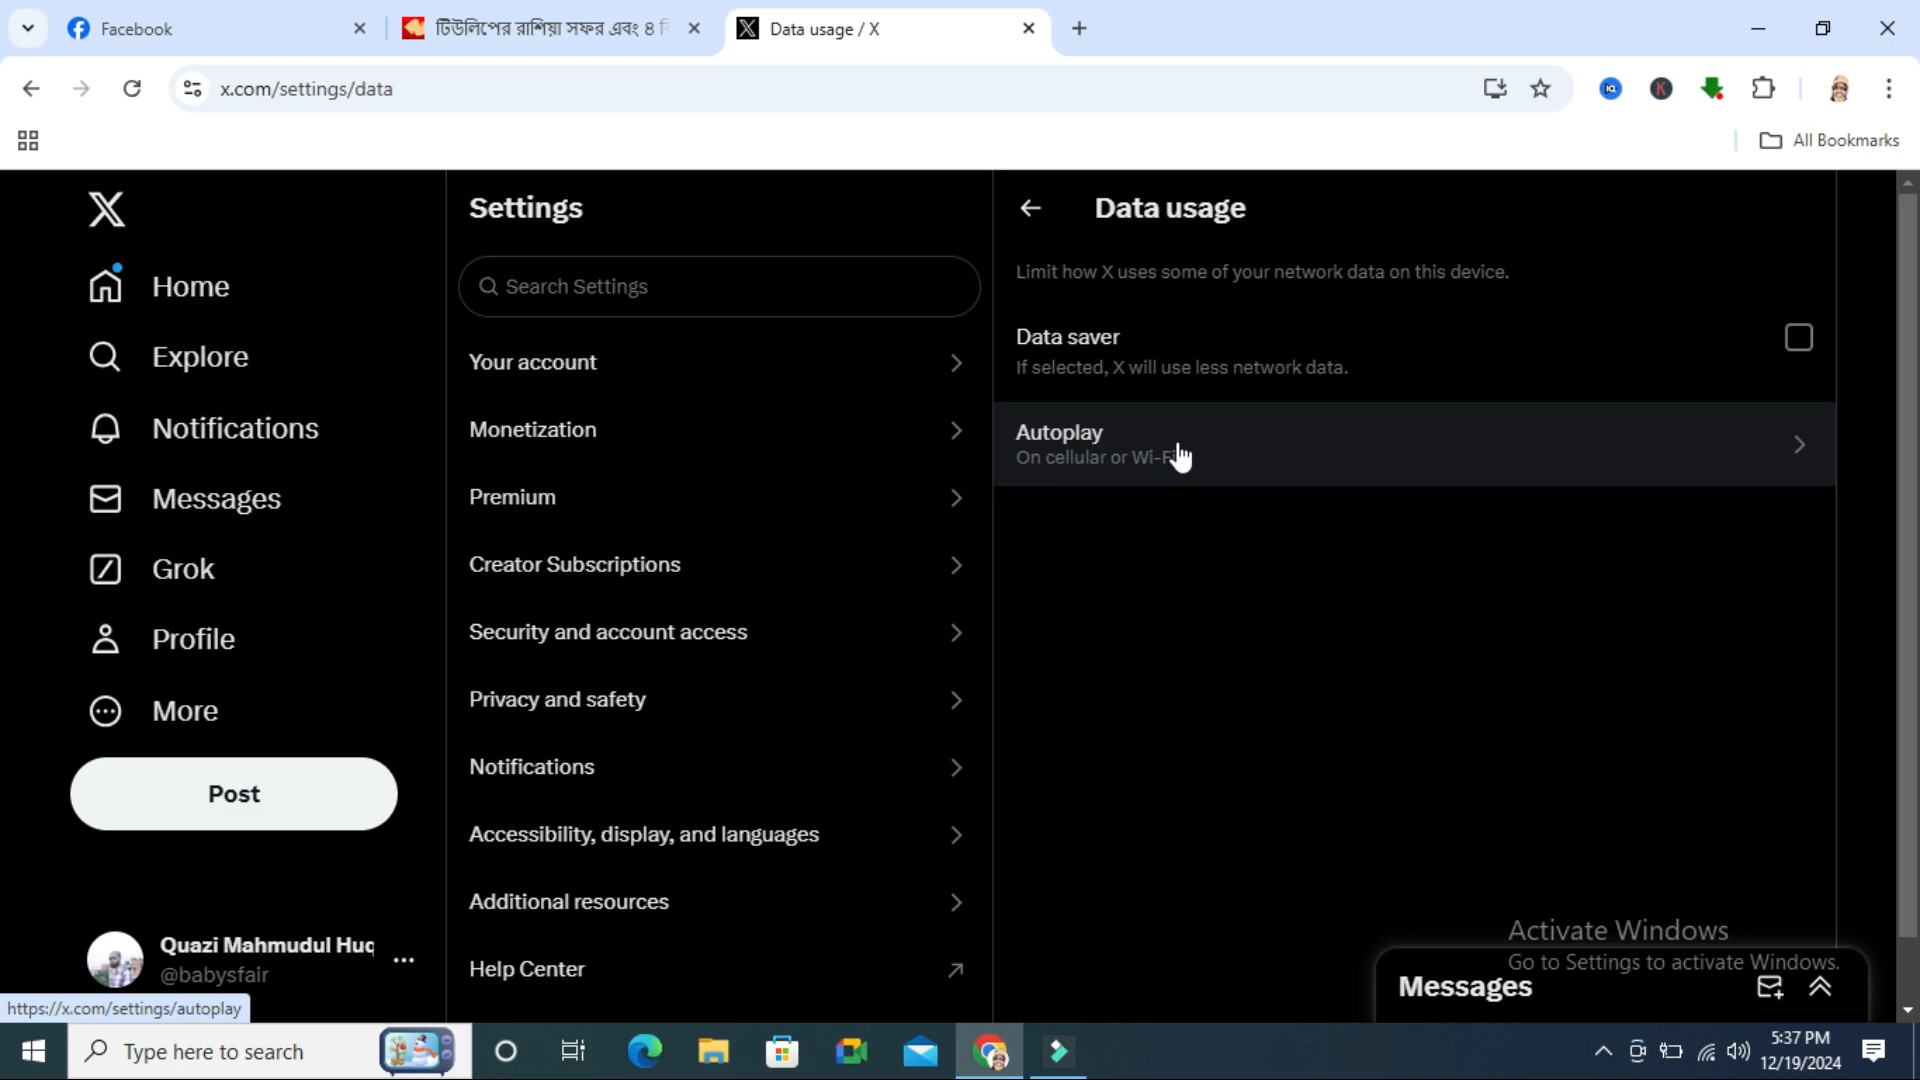 Facebook
টিউলিপের রাশিয়া সফর এবং ৪ বি
Data usage / X
x.com/settings/data
All Bookmarks
Home
Explore
Notifications
Messages
Grok
Profile
More
Post
Quazi Mahmudul Huq
@babysfair
https://x.com/settings/autoplay
Settings
Search Settings
Your account
Monetization
Premium
Creator Subscriptions
Security and account access
Privacy and safety
Notifications
Accessibility, display, and languages
Additional resources
Help Center
Data usage
Limit how X uses some of your network data on this device.
Data saver
If selected, X will use less network data.
Autoplay
On cellular or Wi-Fi
Activate Windows
Go to Settings to activate Windows.
Messages
Type here to search
5:37 PM
12/19/2024